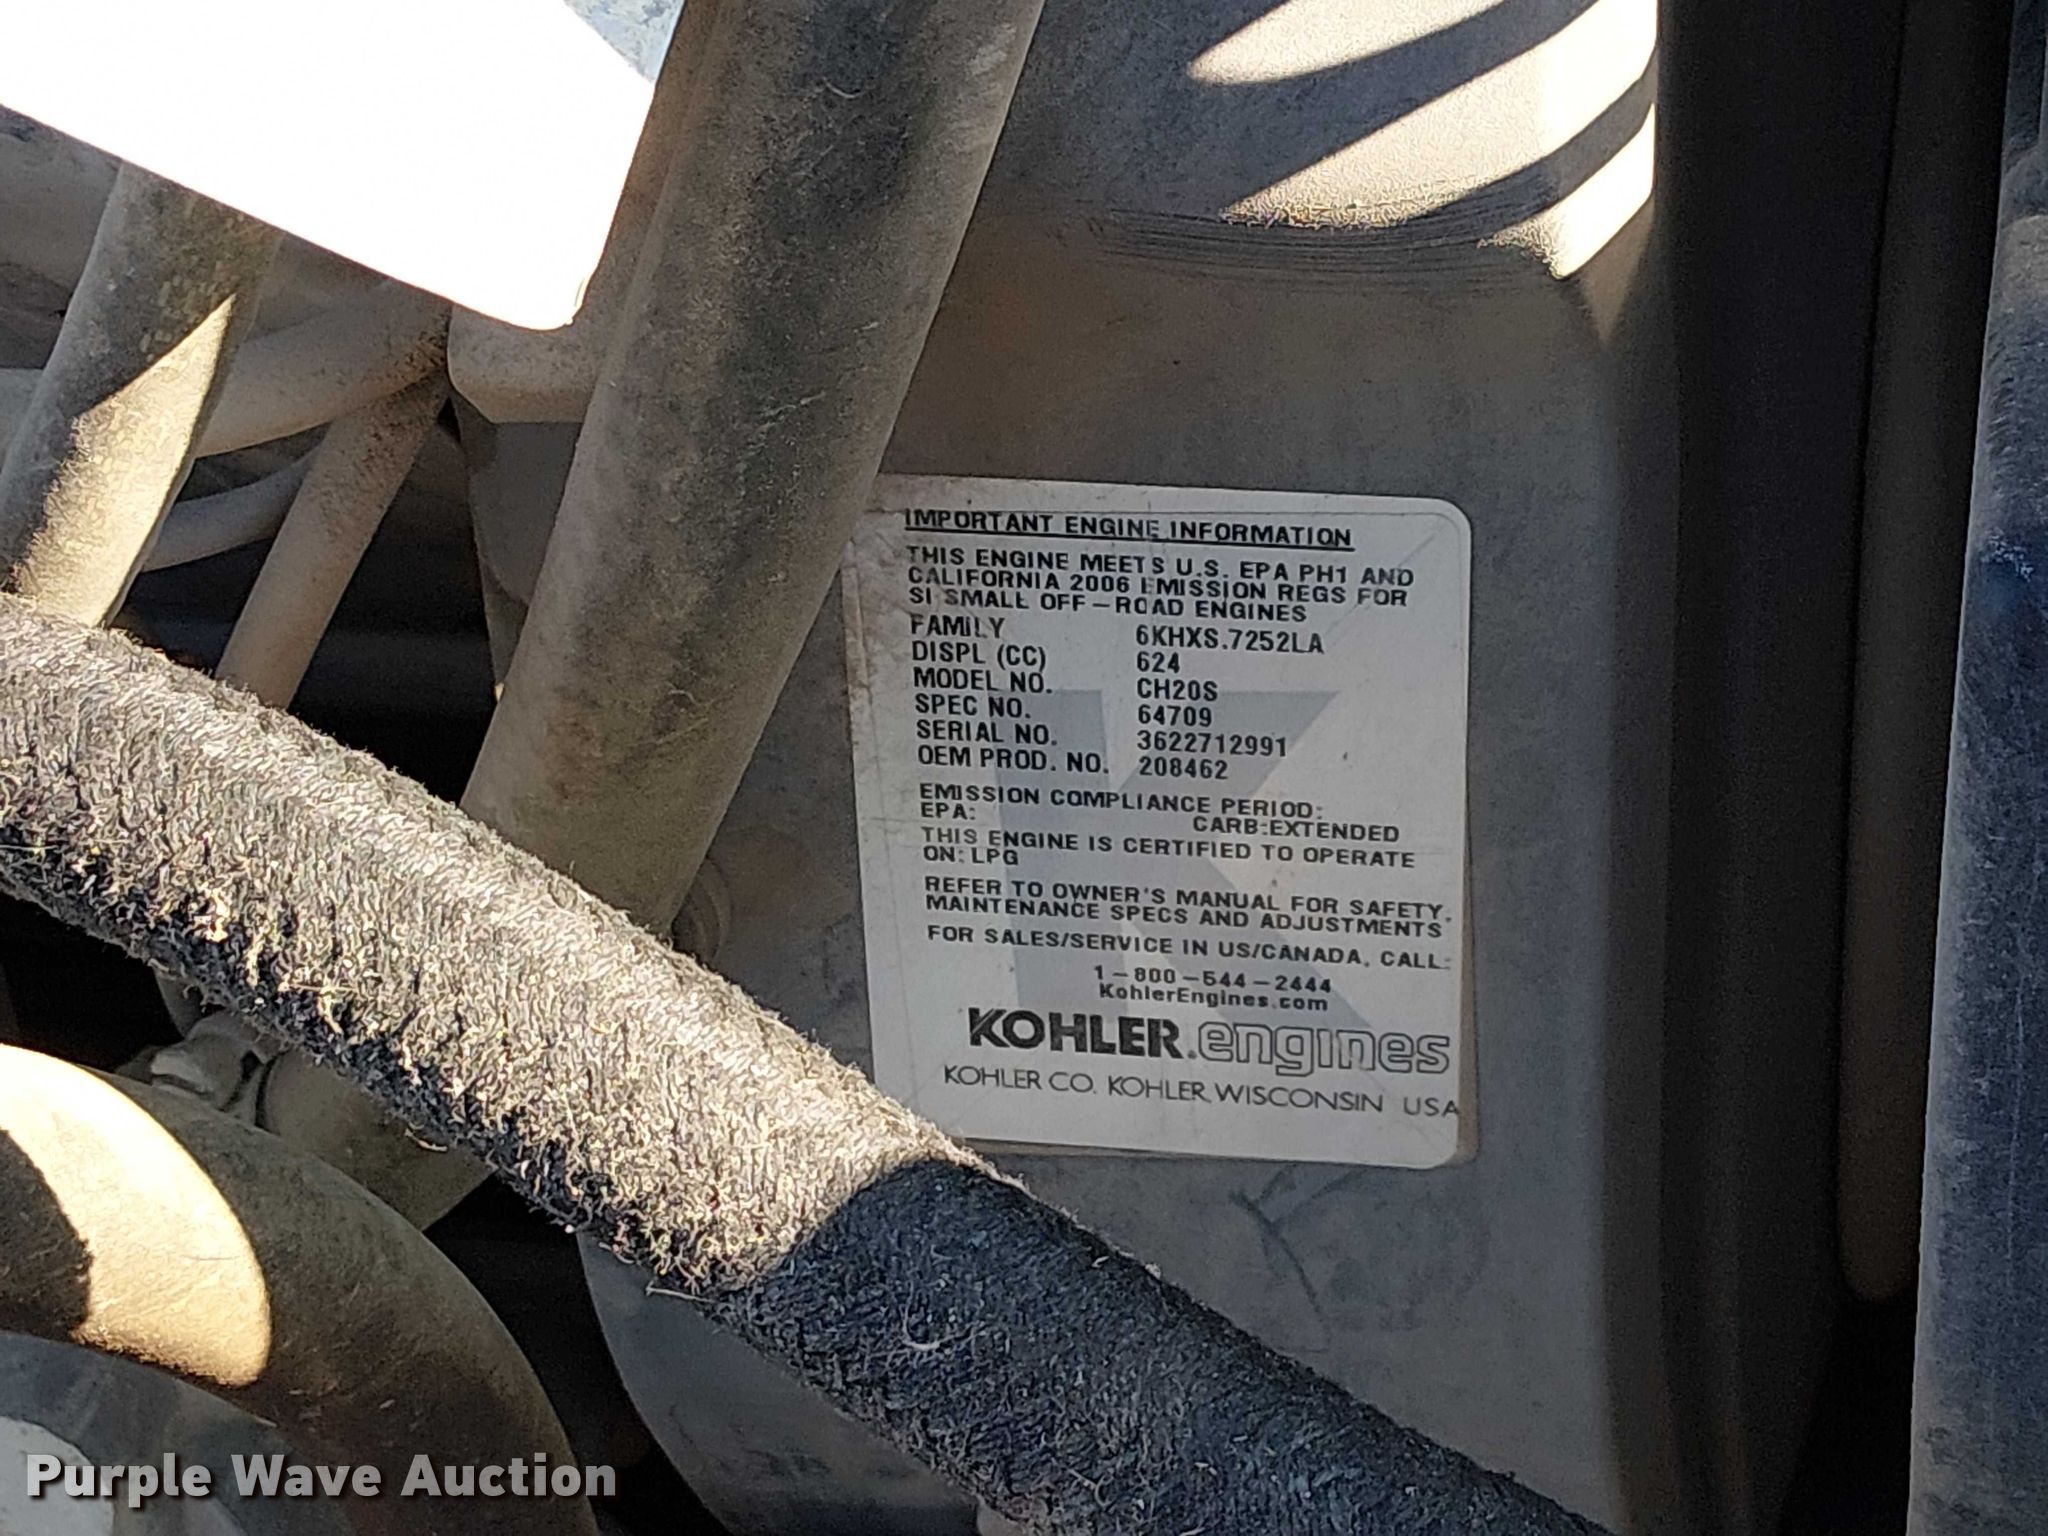 IMPORTANT ENGINE INFORMATION
THIS ENGINE MEETS U.S. EPA PH1 AND
CALIFORNIA 2006 EMISSION REGS FOR
SI SMALL OFF-ROAD ENGINES
FAMILY 6KHXS.7252LA
DISPL (CC) 624
MODEL NO. CH20S
SPEC NO. 64709
SERIAL NO. 3622712991
OEM PROD. NO. 208462
EMISSION COMPLIANCE PERIOD:
EPA: CARB:EXTENDED
THIS ENGINE IS CERTIFIED TO OPERATE
ON: LPG
REFER TO OWNER'S MANUAL FOR SAFETY,
MAINTENANCE SPECS AND ADJUSTMENTS
FOR SALES/SERVICE IN US/CANADA, CALL:
1-800-544-2444
KohlerEngines.com
KOHLER.engines
KOHLER CO. KOHLER, WISCONSIN USA
Purple Wave Auction